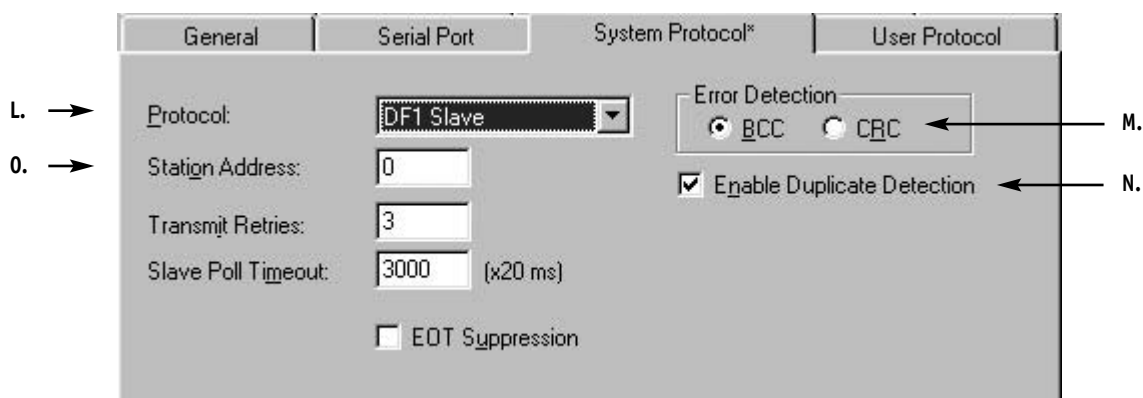 General Serial Port System Protocol* User Protocol
L. Protocol: DF1 Slave
Error Detection
BCC CRC M.
O. Station Address: 0
Enable Duplicate Detection N.
Transmit Retries: 3
Slave Poll Timeout: 3000 (x20 ms)
EOT Suppression